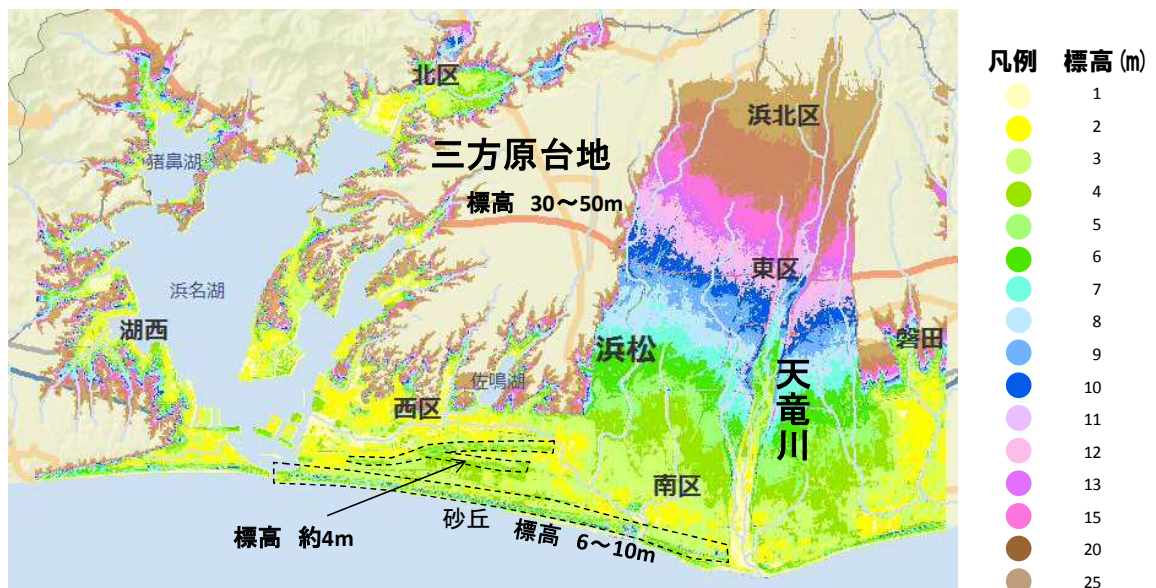 凡例 標高(m)
1
2
3
4
5
6
7
8
9
10
11
12
13
15
20
25
北区
浜北区
三方原台地
猪鼻湖
標高 30~50m
東区
浜名湖
湖西
浜松
磐田
佐鳴湖
天竜川
西区
南区
砂丘
標高 約4m
標高 6~10m